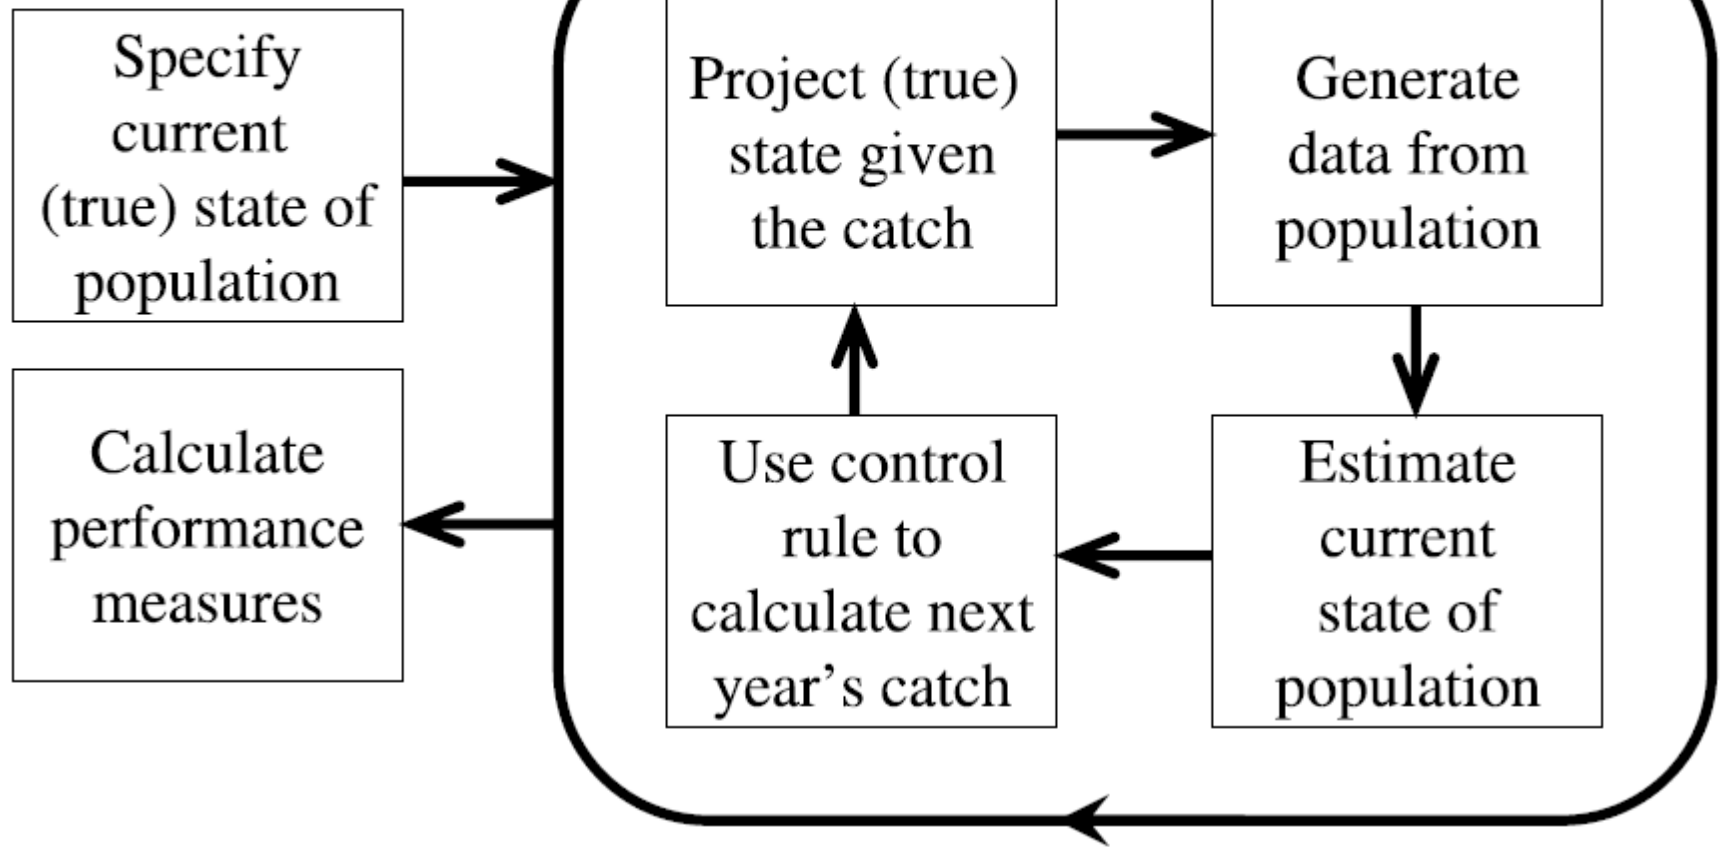 Specify
current
(true) state of
population
Project (true)
state given
the catch
Generate
data from
population
Calculate
performance
measures
Use control
rule to
calculate next
year’s catch
Estimate
current
state of
population